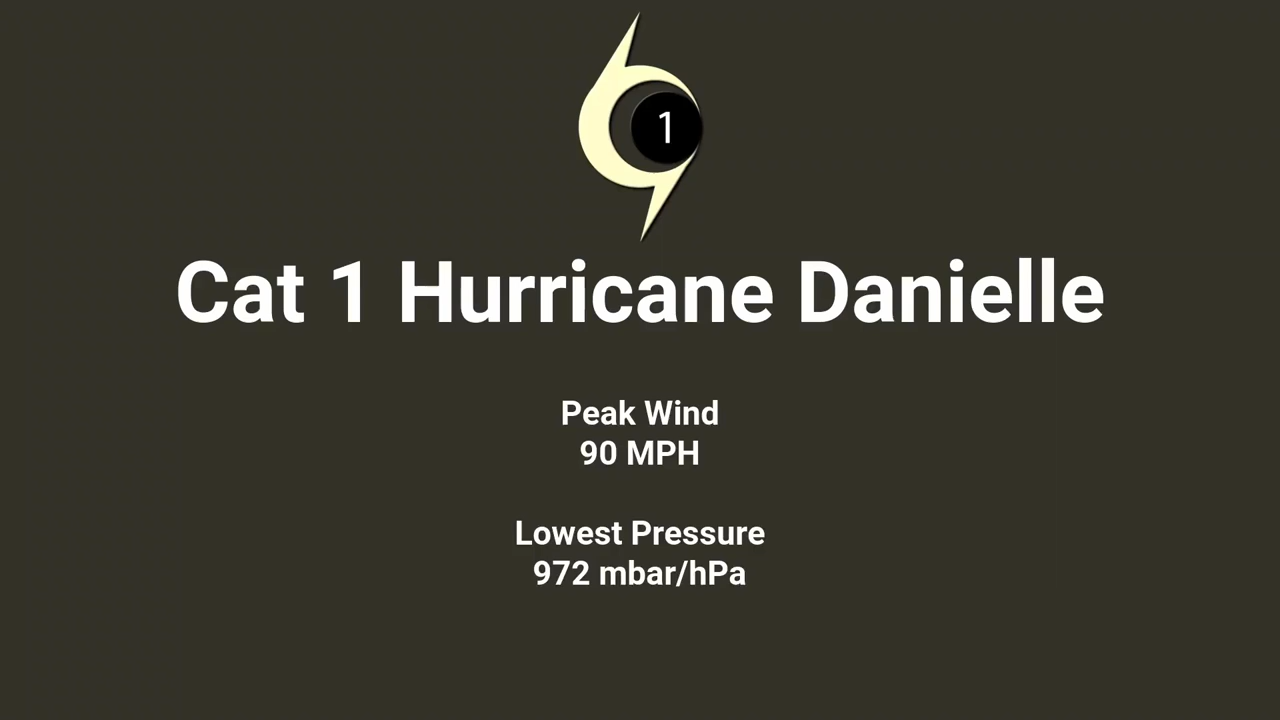 1
Cat 1 Hurricane Danielle
Peak Wind
90 MPH
Lowest Pressure
972 mbar/hPa